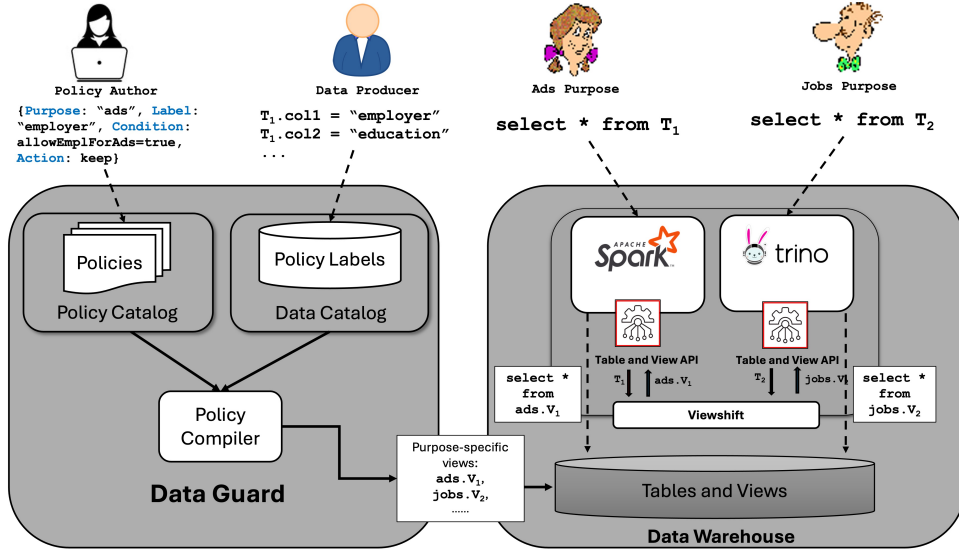 Policy Author
{Purpose: “ads”, Label:
“employer”, Condition:
allowEmplForAds=true,
Action: keep}
Data Producer
T1.col1 = “employer”
T1.col2 = “education”
...
Ads Purpose
select * from T1
Jobs Purpose
select * from T2
Policies
Policy Catalog
Policy Labels
Data Catalog
Policy
Compiler
Data Guard
Purpose-specific
views:
ads.V1,
jobs.V2,
……
APACHE
Spark
trino
Table and View API
T1
ads.V1
Table and View API
T2
jobs.V
select *
from
ads.V1
select *
from
jobs.V2
Viewshift
Tables and Views
Data Warehouse